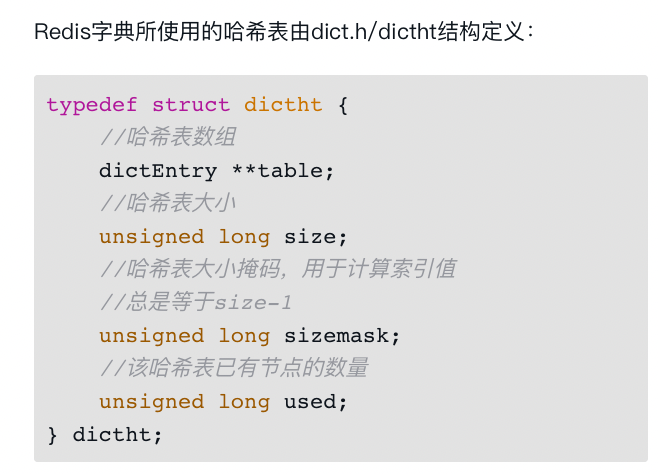 Redis字典所使用的哈希表由dict.h/dictht结构定义：
typedef struct dictht {
    //哈希表数组
    dictEntry **table;
    //哈希表大小
    unsigned long size;
    //哈希表大小掩码，用于计算索引值
    //总是等于size-1
    unsigned long sizemask;
    //该哈希表已有节点的数量
    unsigned long used;
} dictht;